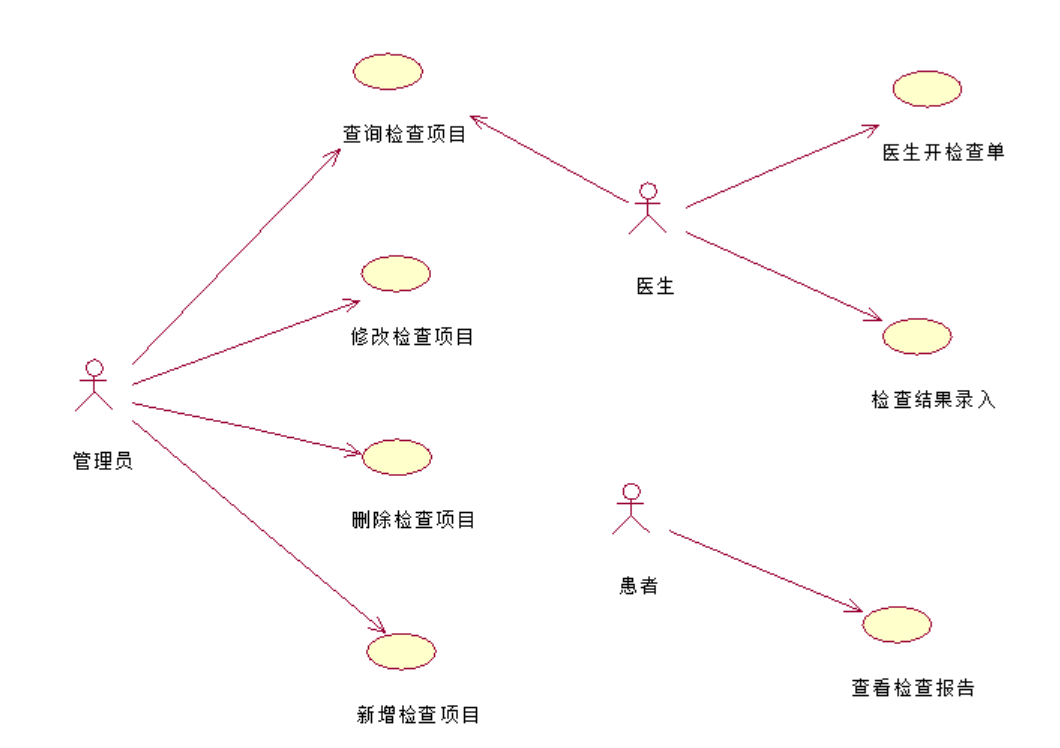 查询检查项目
医生开检查单
医生
修改检查项目
检查结果录入
管理员
删除检查项目
患者
查看检查报告
新增检查项目